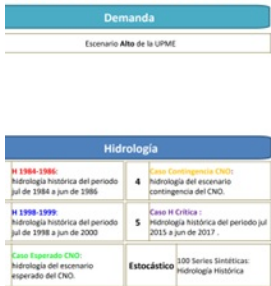 Demanda
Escenario Alto de la UPME
Hidrología
H 1984-1986:
hidrología histórica del periodo
jul de 1984 a jun de 1986
4
Caso Contingencia CNO:
hidrología del escenario
contingencia del CNO.
H 1998-1999:
hidrología histórica del periodo
jul de 1998 a jun de 2000
5
Caso H Crítica :
Hidrología histórica del periodo jul
2015 a jun de 2017 .
Caso Esperado CNO:
hidrología del escenario
esperado del CNO.
Estocástico
100 Series Sintéticas:
Hidrología Histórica